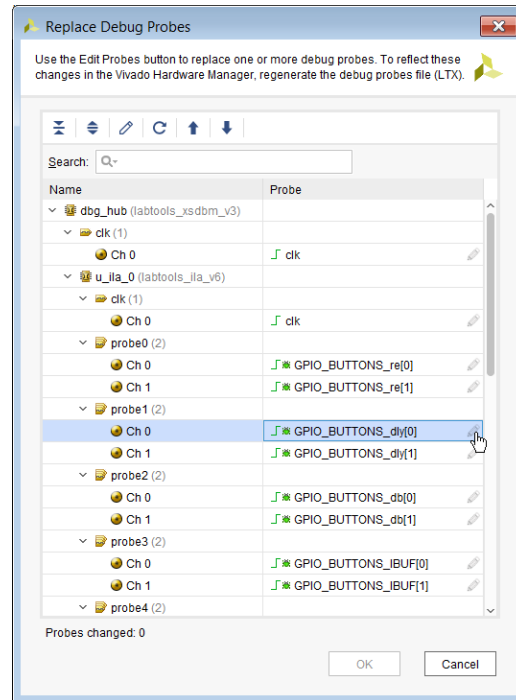 Replace Debug Probes
Use the Edit Probes button to replace one or more debug probes. To reflect these
changes in the Vivado Hardware Manager, regenerate the debug probes file (LTX).
Search:
Name Probe
dbg_hub (labtools_xsdbm_v3)
clk (1)
Ch 0 clk
u_ila_0 (labtools_ila_v6)
clk (1)
Ch 0 clk
probe0 (2)
Ch 0 GPIO_BUTTONS_re[0]
Ch 1 GPIO_BUTTONS_re[1]
probe1 (2)
Ch 0 GPIO_BUTTONS_dly[0]
Ch 1 GPIO_BUTTONS_dly[1]
probe2 (2)
Ch 0 GPIO_BUTTONS_db[0]
Ch 1 GPIO_BUTTONS_db[1]
probe3 (2)
Ch 0 GPIO_BUTTONS_IBUF[0]
Ch 1 GPIO_BUTTONS_IBUF[1]
probe4 (2)
Probes changed: 0
OK Cancel